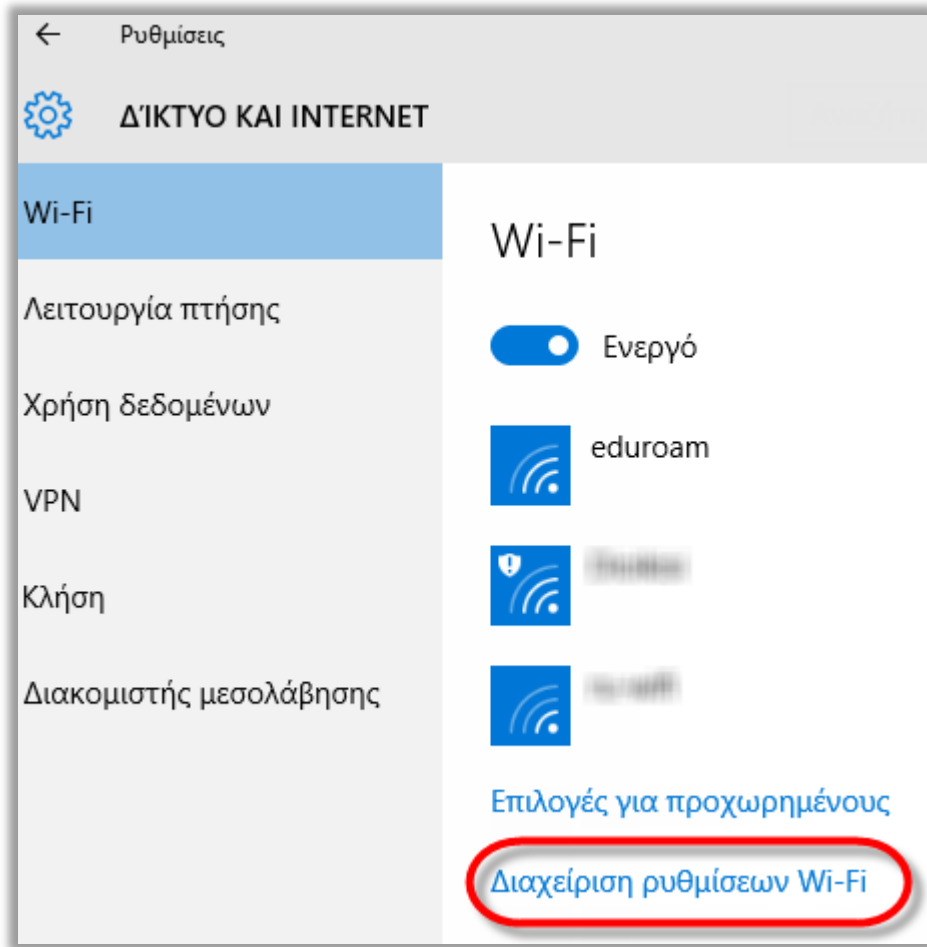 Ρυθμίσεις
ΔΊΚΤΥΟ ΚΑΙ INTERNET
Wi-Fi
Λειτουργία πτήσης
Χρήση δεδομένων
VPN
Κλήση
Διακομιστής μεσολάβησης
Wi-Fi
Ενεργό
eduroam
Επιλογές για προχωρημένους
Διαχείριση ρυθμίσεων Wi-Fi